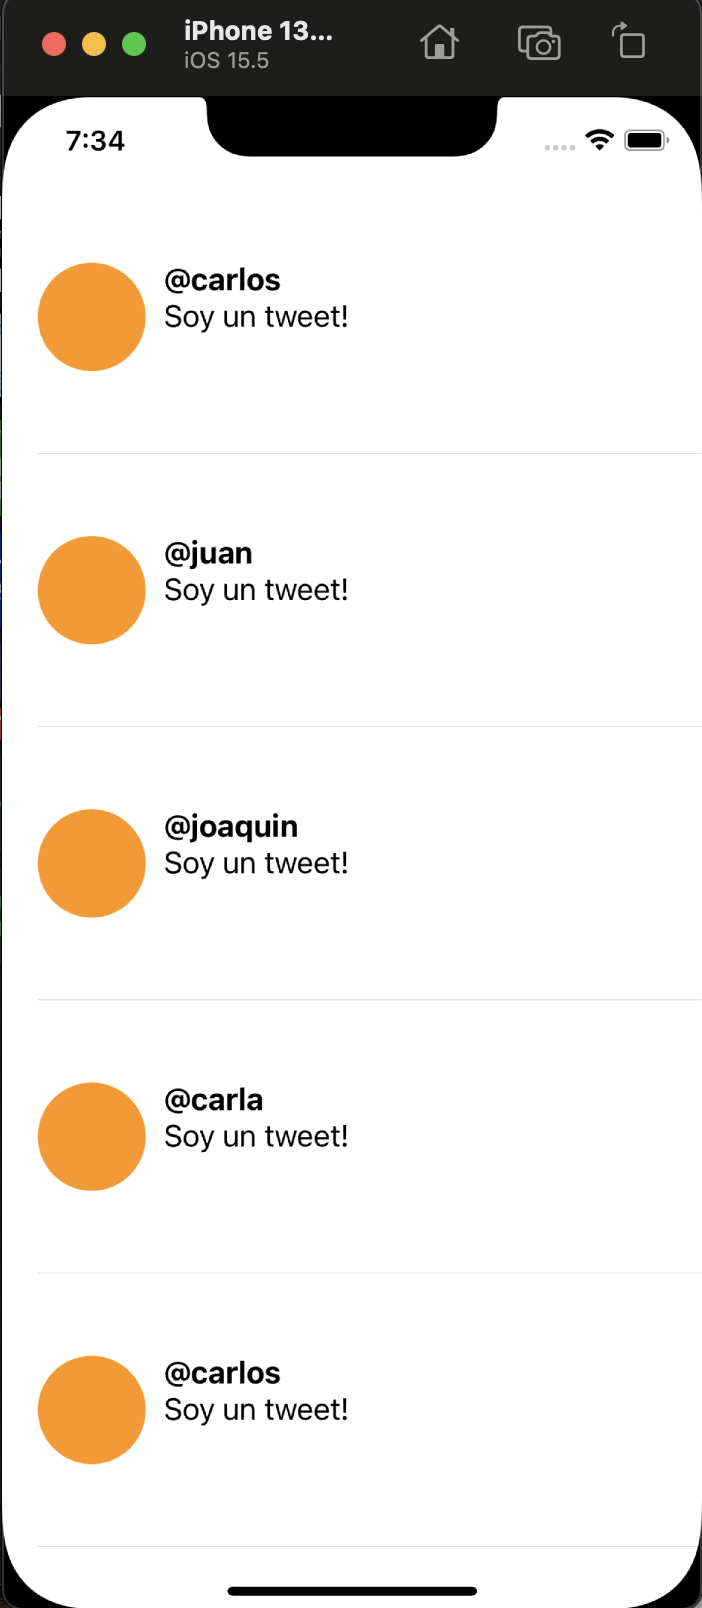 iPhone 13...
iOS 15.5
7:34
@carlos
Soy un tweet!
@juan
Soy un tweet!
@joaquin
Soy un tweet!
@carla
Soy un tweet!
@carlos
Soy un tweet!